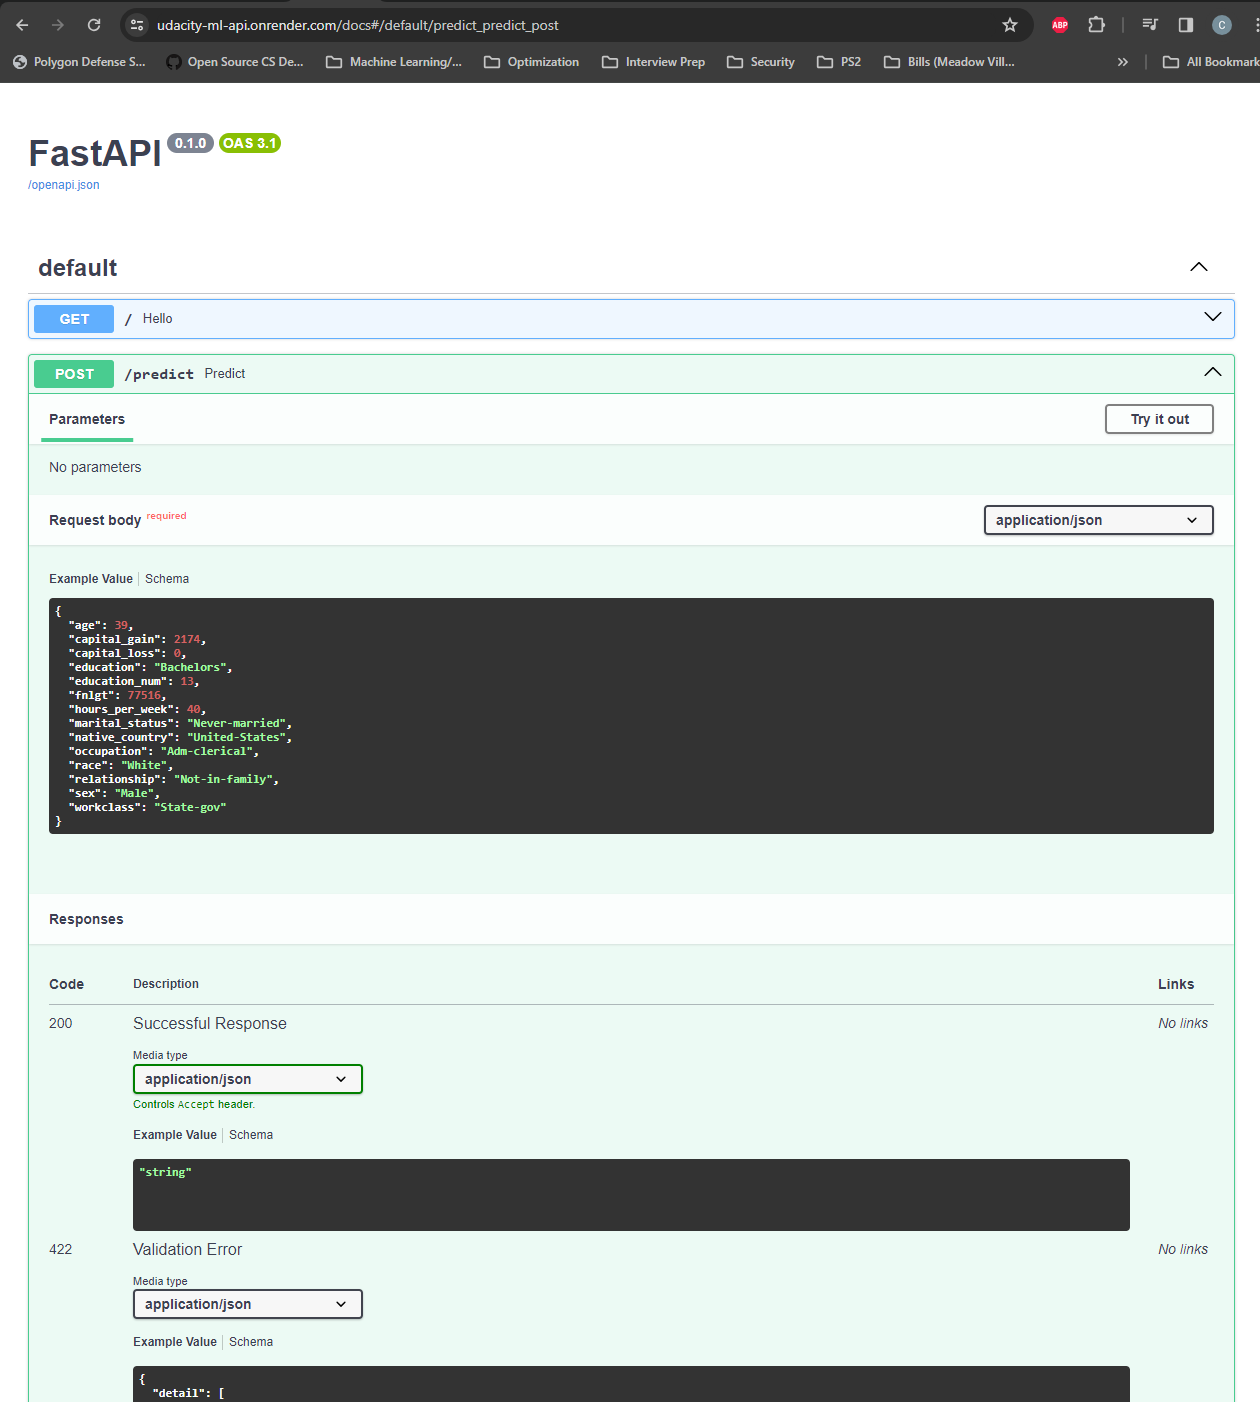 udacity-ml-api.onrender.com/docs#/default/predict_predict_post
ABP
C
Polygon Defense S...
Open Source CS De...
Machine Learning/...
Optimization
Interview Prep
Security
PS2
Bills (Meadow Vill...
»
All Bookmark
FastAPI 0.1.0 OAS 3.1
/openapi.json
default
GET / Hello
POST /predict Predict
Parameters
Try it out
No parameters
Request body required
application/json
Example Value | Schema
{
  "age": 39,
  "capital_gain": 2174,
  "capital_loss": 0,
  "education": "Bachelors",
  "education_num": 13,
  "fnlgt": 77516,
  "hours_per_week": 40,
  "marital_status": "Never-married",
  "native_country": "United-States",
  "occupation": "Adm-clerical",
  "race": "White",
  "relationship": "Not-in-family",
  "sex": "Male",
  "workclass": "State-gov"
}
Responses
Code Description Links
200 Successful Response No links
Media type
application/json
Controls Accept header.
Example Value | Schema
"string"
422 Validation Error No links
Media type
application/json
Example Value | Schema
{
  "detail": [